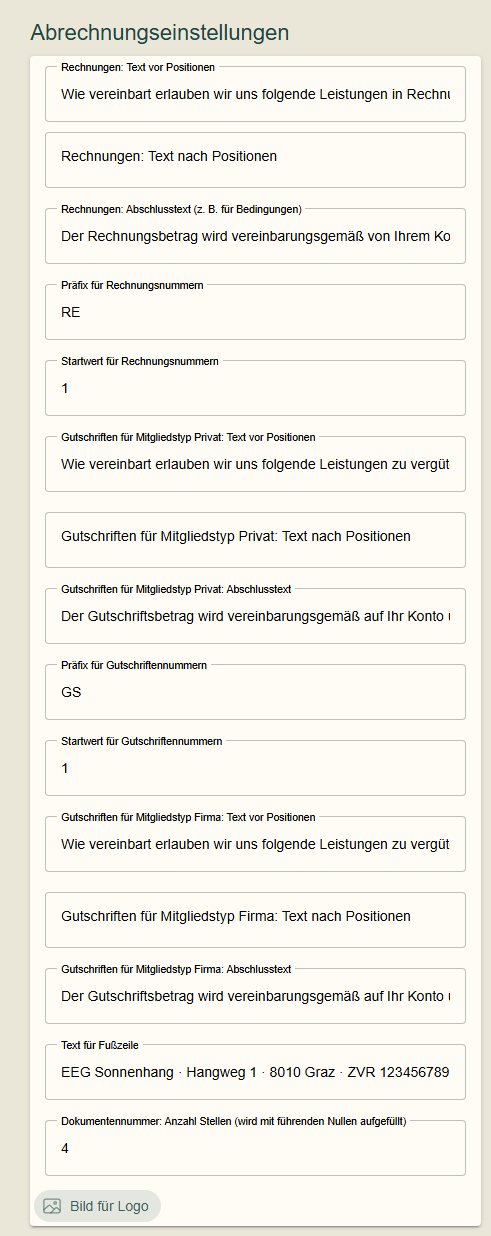 Abrechnungseinstellungen
Rechnungen: Text vor Positionen
Wie vereinbart erlauben wir uns folgende Leistungen in
Rechnungen: Text nach Positionen
Rechnungen: Abschlusstext (z. B. für Bedingungen)
Der Rechnungsbetrag wird vereinbarungsgemäß von Ihrem Ko
Präfix für Rechnungsnummern
RE
Startwert für Rechnungsnummern
1
Gutschriften für Mitgliedstyp Privat: Text vor Positionen
Wie vereinbart erlauben wir uns folgende Leistungen zu vergüt
Gutschriften für Mitgliedstyp Privat: Text nach Positionen
Gutschriften für Mitgliedstyp Privat: Abschlusstext
Der Gutschriftsbetrag wird vereinbarungsgemäß auf Ihr Konto
Präfix für Gutschriftennummern
GS
Startwert für Gutschriftennummern
1
Gutschriften für Mitgliedstyp Firma: Text vor Positionen
Wie vereinbart erlauben wir uns folgende Leistungen zu vergüt
Gutschriften für Mitgliedstyp Firma: Text nach Positionen
Gutschriften für Mitgliedstyp Firma: Abschlusstext
Der Gutschriftsbetrag wird vereinbarungsgemäß auf Ihr Konto
Text für Fußzeile
EEG Sonnenhang · Hangweg 1 · 8010 Graz · ZVR 123456789
Dokumentennummer: Anzahl Stellen (wird mit führenden Nullen aufgefüllt)
4
Bild für Logo